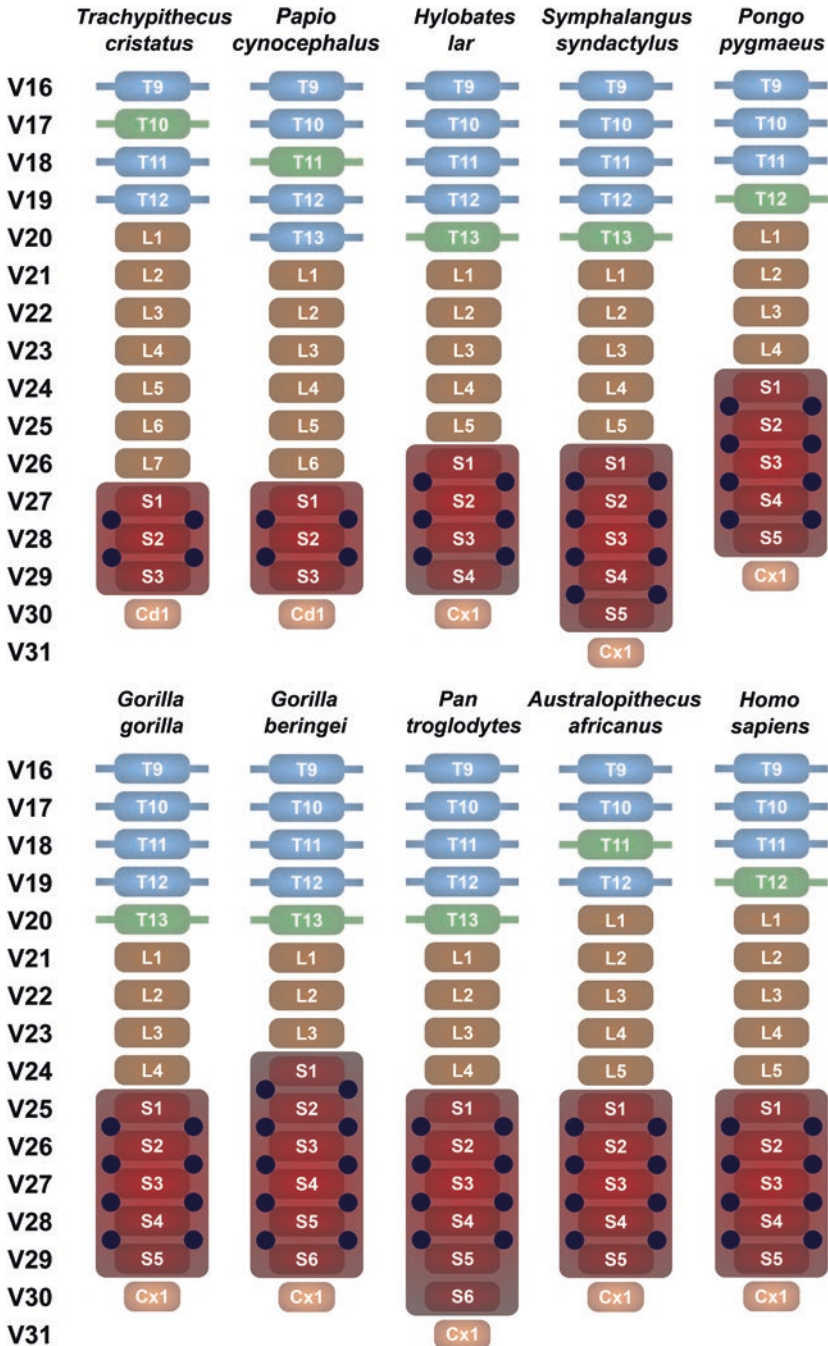 Trachypithecus Papio Hylobates Symphalangus Pongo
cristatus cynocephalus lar syndactylus pygmaeus
V16 T9 T9 T9 T9 T9
V17 T10 T10 T10 T10 T10
V18 T11 T11 T11 T11 T11
V19 T12 T12 T12 T12 T12
V20 L1 T13 T13 T13 L1
V21 L2 L1 L1 L1 L2
V22 L3 L2 L2 L2 L3
V23 L4 L3 L3 L3 L4
V24 L5 L4 L4 L4 S1
V25 L6 L5 L5 L5 S2
V26 L7 L6 S1 S1 S3
V27 S1 S1 S2 S2 S4
V28 S2 S2 S3 S3 S5
V29 S3 S3 S4 S4 Cx1
V30 Cd1 Cd1 Cx1 S5
V31 Cx1
Gorilla Gorilla Pan Australopithecus Homo
gorilla beringei troglodytes africanus sapiens
V16 T9 T9 T9 T9 T9
V17 T10 T10 T10 T10 T10
V18 T11 T11 T11 T11 T11
V19 T12 T12 T12 T12 T12
V20 T13 T13 T13 L1 L1
V21 L1 L1 L1 L2 L2
V22 L2 L2 L2 L3 L3
V23 L3 L3 L3 L4 L4
V24 L4 S1 L4 L5 L5
V25 S1 S2 S1 S1 S1
V26 S2 S3 S2 S2 S2
V27 S3 S4 S3 S3 S3
V28 S4 S5 S4 S4 S4
V29 S5 S6 S5 S5 S5
V30 Cx1 Cx1 S6 Cx1 Cx1
V31 Cx1